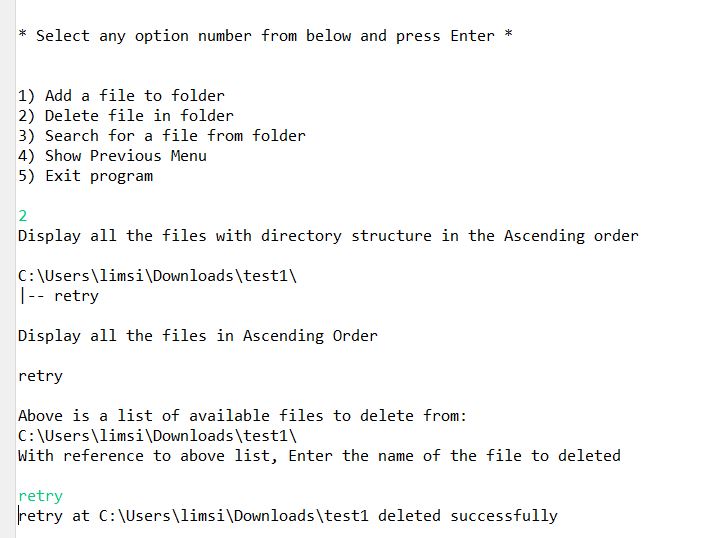 * Select any option number from below and press Enter *
1) Add a file to folder
2) Delete file in folder
3) Search for a file from folder
4) Show Previous Menu
5) Exit program
2
Display all the files with directory structure in the Ascending order
C:\Users\limsi\Downloads\test1\
|-- retry
Display all the files in Ascending Order
retry
Above is a list of available files to delete from:
C:\Users\limsi\Downloads\test1\
With reference to above list, Enter the name of the file to deleted
retry
retry at C:\Users\limsi\Downloads\test1 deleted successfully